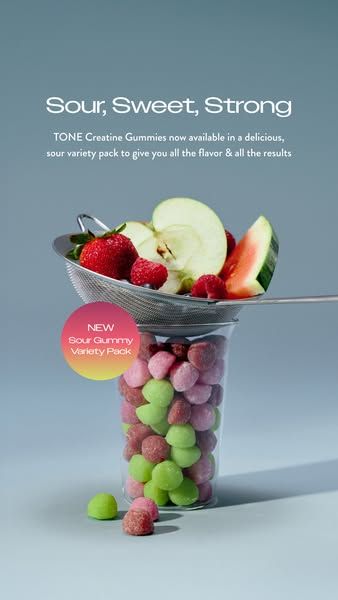 Sour, Sweet, Strong
TONE Creatine Gummies now available in a delicious,
sour variety pack to give you all the flavor & all the results
NEW
Sour Gummy
Variety Pack